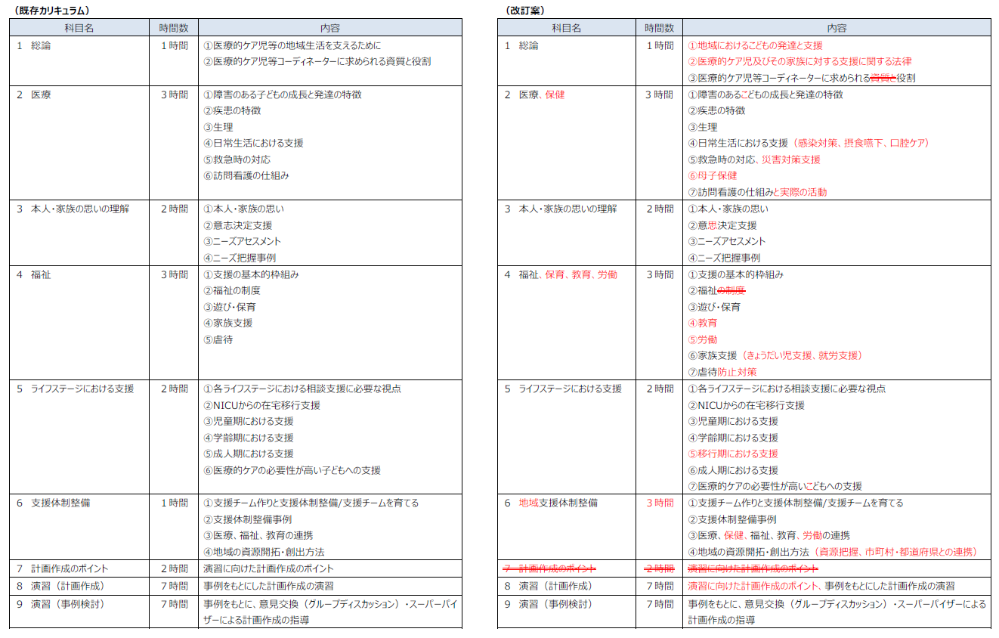 （既存カリキュラム）
科目名 時間数 内容
1 総論 1時間 ①医療的ケア児等の地域生活を支えるために
②医療的ケア児等コーディネーターに求められる資質と役割
2 医療 3時間 ①障害のある子どもの成長と発達の特徴
②疾患の特徴
③生理
④日常生活における支援
⑤救急時の対応
⑥訪問看護の仕組み
3 本人・家族の思いの理解 2時間 ①本人・家族の思い
②意志決定支援
③ニーズアセスメント
④ニーズ把握事例
4 福祉 3時間 ①支援の基本的枠組み
②福祉の制度
③遊び・保育
④家族支援
⑤虐待
5 ライフステージにおける支援 2時間 ①各ライフステージにおける相談支援に必要な視点
②NICUからの在宅移行支援
③児童期における支援
④学齢期における支援
⑤成人期における支援
⑥医療的ケアの必要性が高い子どもへの支援
6 支援体制整備 1時間 ①支援チーム作りと支援体制整備/支援チームを育てる
②支援体制整備事例
③医療、福祉、教育の連携
④地域の資源開拓・創出方法
7 計画作成のポイント 2時間 演習に向けた計画作成のポイント
8 演習（計画作成） 7時間 事例をもとにした計画作成の演習
9 演習（事例検討） 7時間 事例をもとに、意見交換（グループディスカッション）・スーパーバイ
ザーによる計画作成の指導
（改訂案）
科目名 時間数 内容
1 総論 1時間 ①地域におけるこどもの発達と支援
②医療的ケア児及びその家族に対する支援に関する法律
③医療的ケア児等コーディネーターに求められる資質と役割
2 医療、保健 3時間 ①障害のあるこどもの成長と発達の特徴
②疾患の特徴
③生理
④日常生活における支援（感染対策、摂食嚥下、口腔ケア）
⑤救急時の対応、災害対策支援
⑥母子保健
⑦訪問看護の仕組みと実際の活動
3 本人・家族の思いの理解 2時間 ①本人・家族の思い
②意思決定支援
③ニーズアセスメント
④ニーズ把握事例
4 福祉、保育、教育、労働 3時間 ①支援の基本的枠組み
②福祉の制度
③遊び・保育
④教育
⑤労働
⑥家族支援（きょうだい児支援、就労支援）
⑦虐待防止対策
5 ライフステージにおける支援 2時間 ①各ライフステージにおける相談支援に必要な視点
②NICUからの在宅移行支援
③児童期における支援
④学齢期における支援
⑤移行期における支援
⑥成人期における支援
⑦医療的ケアの必要性が高いこどもへの支援
6 地域支援体制整備 3時間 ①支援チーム作りと支援体制整備/支援チームを育てる
②支援体制整備事例
③医療、保健、福祉、教育、労働の連携
④地域の資源開拓・創出方法（資源把握、市町村・都道府県との連携）
7 計画作成のポイント 2時間 演習に向けた計画作成のポイント
8 演習（計画作成） 7時間 演習に向けた計画作成のポイント、事例をもとにした計画作成の演習
9 演習（事例検討） 7時間 事例をもとに、意見交換（グループディスカッション）・スーパーバイザーによる
計画作成の指導